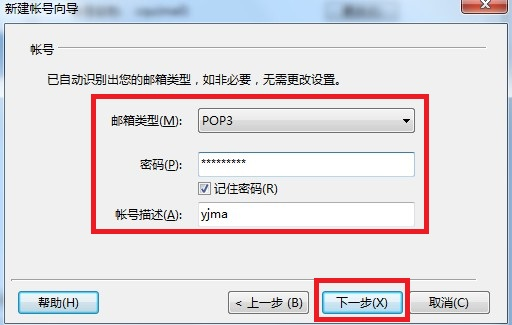 新建帐号向导
帐号
已自动识别出您的邮箱类型，如非必要，无需更改设置。
邮箱类型(M): POP3
密码(P): *********
记住密码(R)
帐号描述(A): yjma
帮助(H) < 上一步 (B) 下一步(X) 取消(C)